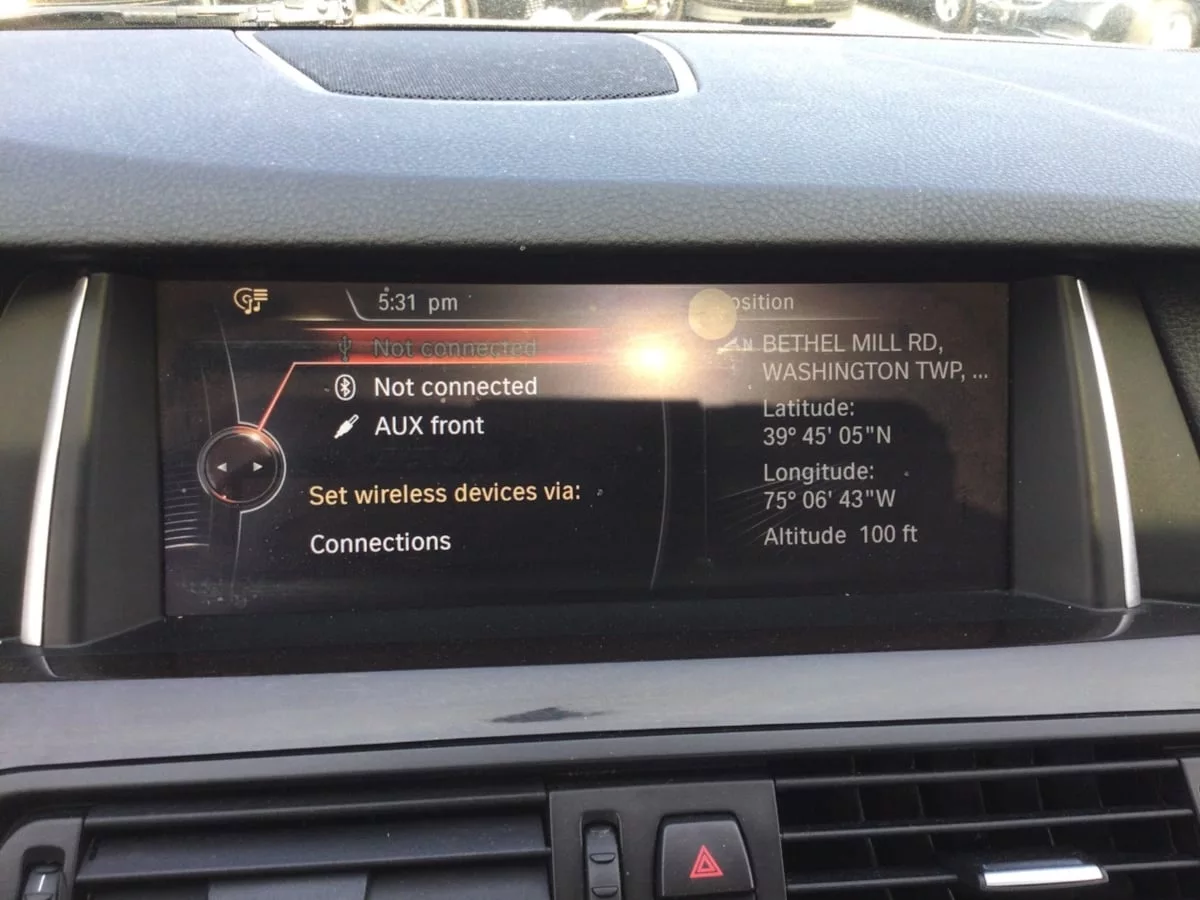 5:31 pm
Not connected
Not connected
AUX front
Set wireless devices via:
Connections
osition
N BETHEL MILL RD,
WASHINGTON TWP, ...
Latitude:
39° 45' 05"N
Longitude:
75° 06' 43"W
Altitude 100 ft